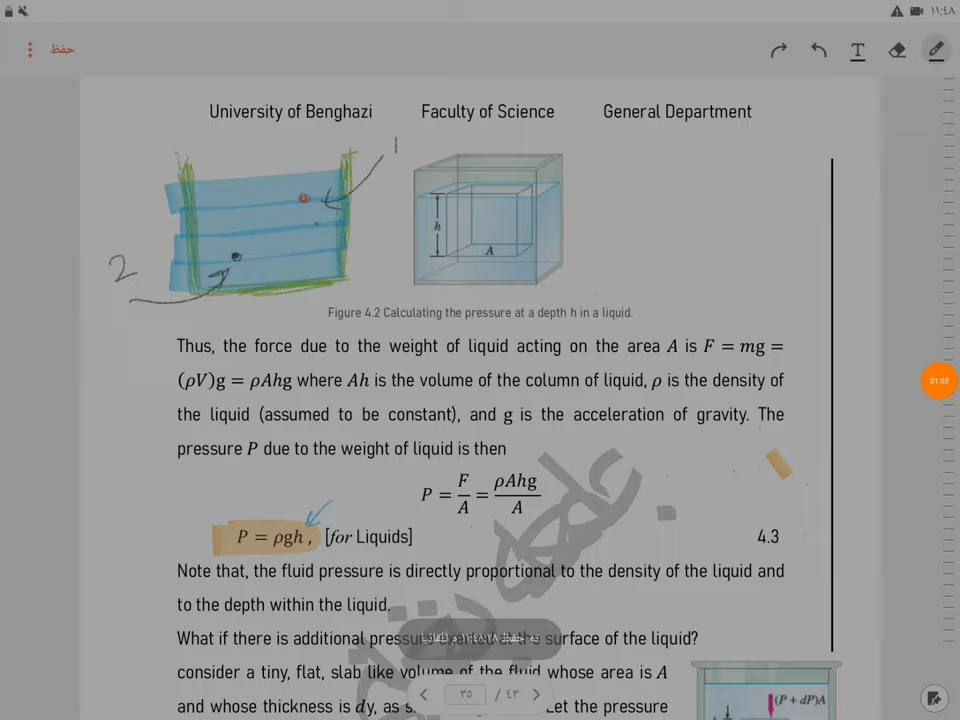 ١١:٤٨
حفظ
University of Benghazi Faculty of Science General Department
1
2
h
A
Figure 4.2 Calculating the pressure at a depth h in a liquid.
Thus, the force due to the weight of liquid acting on the area A is F = mg =
(ρV)g = ρAhg where Ah is the volume of the column of liquid, ρ is the density of
the liquid (assumed to be constant), and g is the acceleration of gravity. The
pressure P due to the weight of liquid is then
P = F/A = ρAhg/A
P = ρgh , [for Liquids] 4.3
01:03
Note that, the fluid pressure is directly proportional to the density of the liquid and
to the depth within the liquid.
What if there is additional pressure exerted at the surface of the liquid?
consider a tiny, flat, slab like volume of the fluid whose area is A
and whose thickness is dy, as
Let the pressure
(P + dP)A
٣٥ / ٤٣